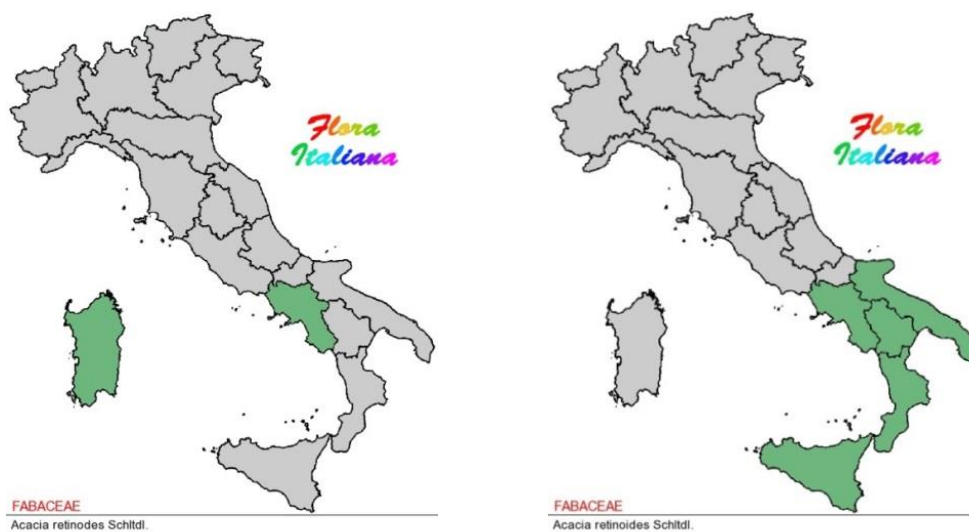 Flora
Italiana
FABACEAE
Acacia retinodes Schltdl.
Flora
Italiana
FABACEAE
Acacia retinoides Schltdl.